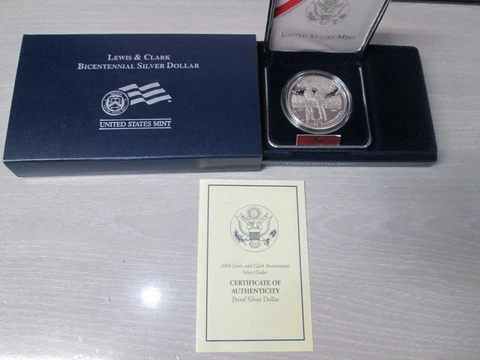 LEWIS & CLARK
BICENTENNIAL SILVER DOLLAR
UNITED STATES MINT
UNITED STATES MINT
2004 Lewis and Clark Bicentennial
Silver Dollar
CERTIFICATE OF
AUTHENTICITY
Proof Silver Dollar